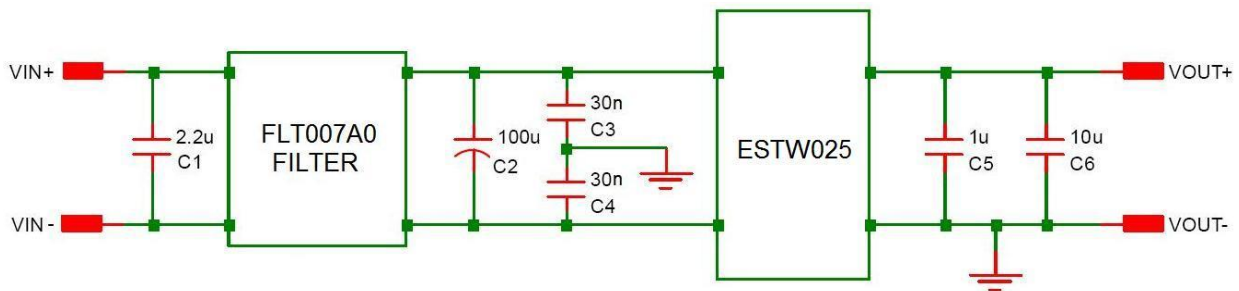 VIN+
VIN -
2.2u
C1
FLT007A0
FILTER
100u
C2
30n
C3
30n
C4
ESTW025
1u
C5
10u
C6
VOUT+
VOUT-